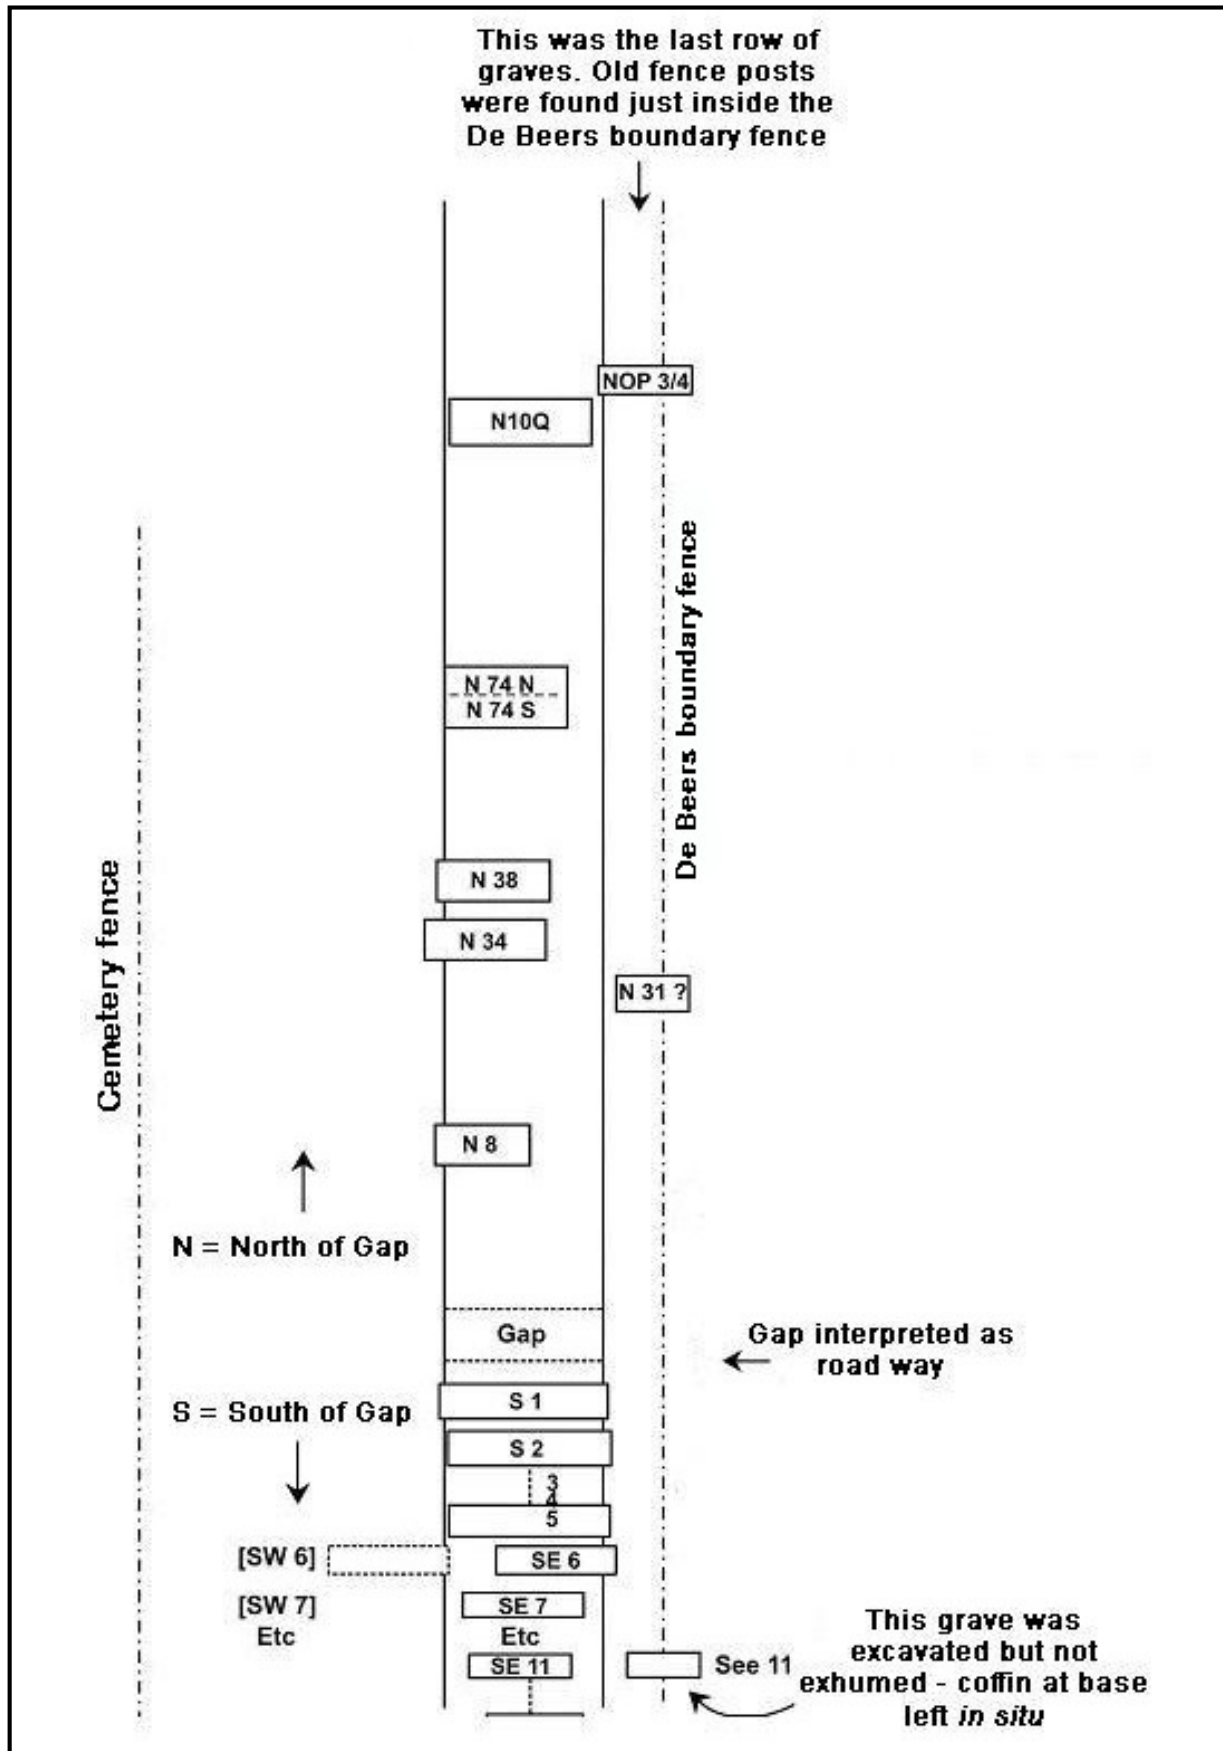 This was the last row of
graves. Old fence posts
were found just inside the
De Beers boundary fence
NOP 3/4
N10Q
De Beers boundary fence
N 74 N
N 74 S
Cemetery fence
N 38
N 34
N 31 ?
N 8
N = North of Gap
Gap
Gap interpreted as
road way
S 1
S = South of Gap
S 2
3
4
5
[SW 6]
SE 6
[SW 7]
SE 7
Etc
Etc
SE 11
See 11
This grave was
excavated but not
exhumed - coffin at base
left in situ